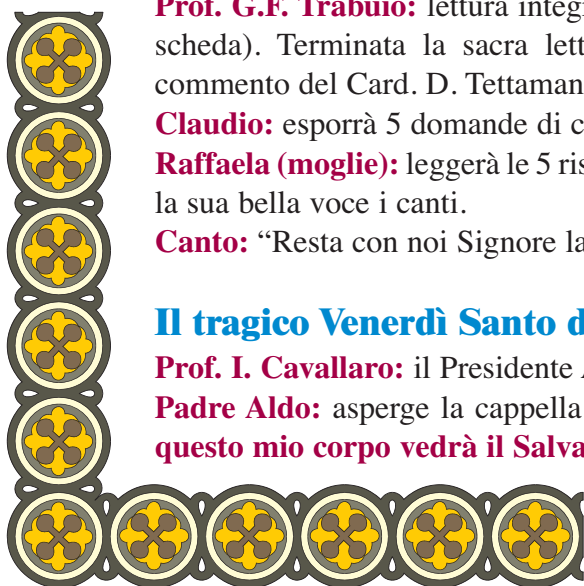 Prof. G.F. Trabuio: lettura integ
scheda). Terminata la sacra lett
commento del Card. D. Tettaman
Claudio: esporrà 5 domande di c
Raffaela (moglie): leggerà le 5 ris
la sua bella voce i canti.
Canto: “Resta con noi Signore la
Il tragico Venerdì Santo d
Prof. I. Cavallaro: il Presidente
Padre Aldo: asperge la cappella
questo mio corpo vedrà il Salva